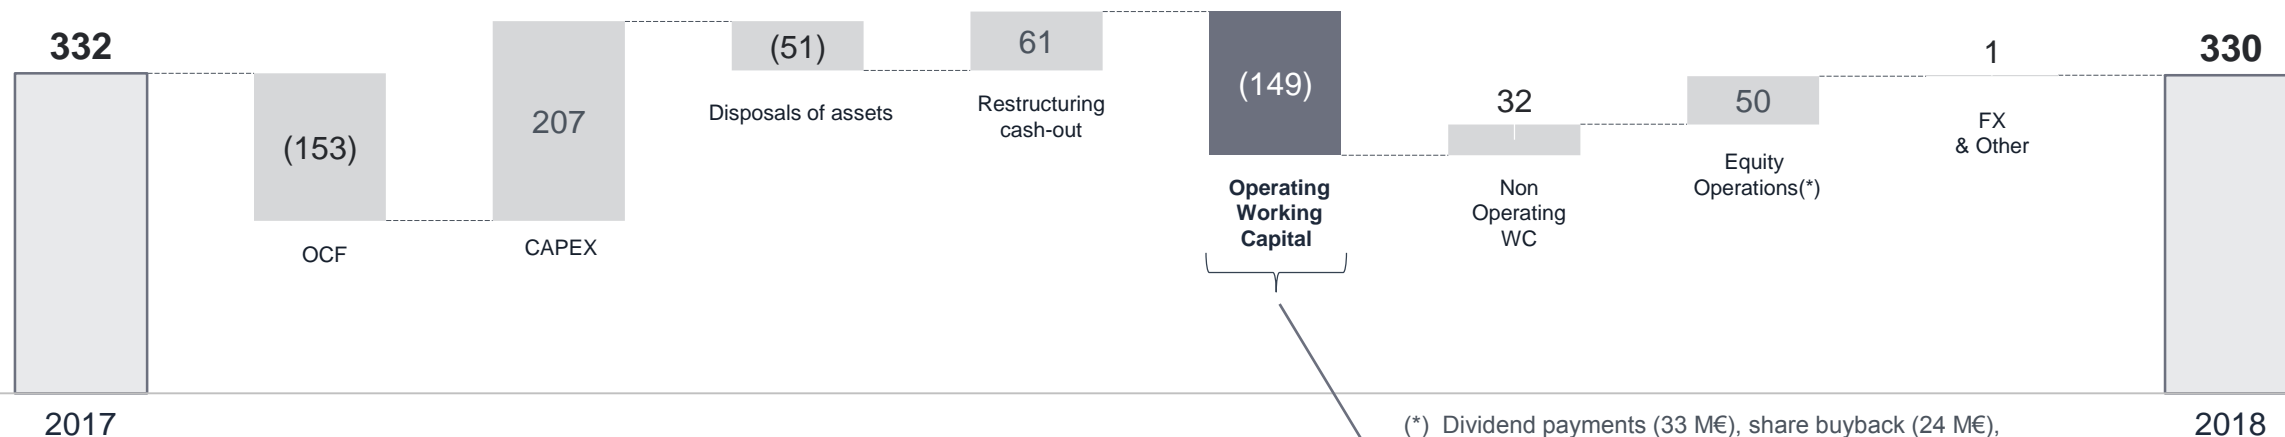 332
(153)
OCF
207
CAPEX
(51)
Disposals of assets
61
Restructuring
cash-out
(149)
Operating
Working
Capital
32
Non
Operating
WC
50
Equity
Operations(*)
1
FX
& Other
330
2017
(*) Dividend payments (33 M€), share buyback (24 M€),
2018